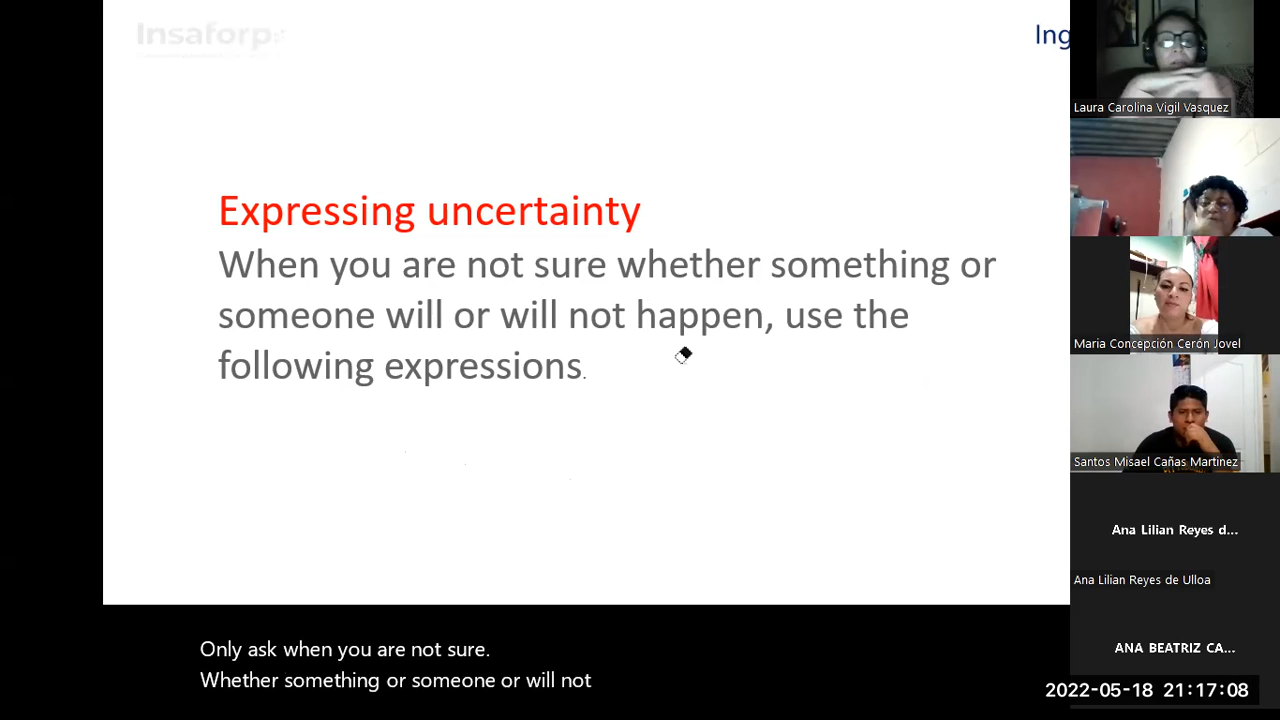 Insaforp
Ing
Expressing uncertainty
When you are not sure whether something or
someone will or will not happen, use the
following expressions.
Laura Carolina Vigil Vasquez
Maria Concepción Cerón Jovel
Santos Misael Cañas Martinez
Ana Lilian Reyes d...
Ana Lilian Reyes de Ulloa
ANA BEATRIZ CA...
Only ask when you are not sure.
Whether something or someone or will not
2022-05-18 21:17:08